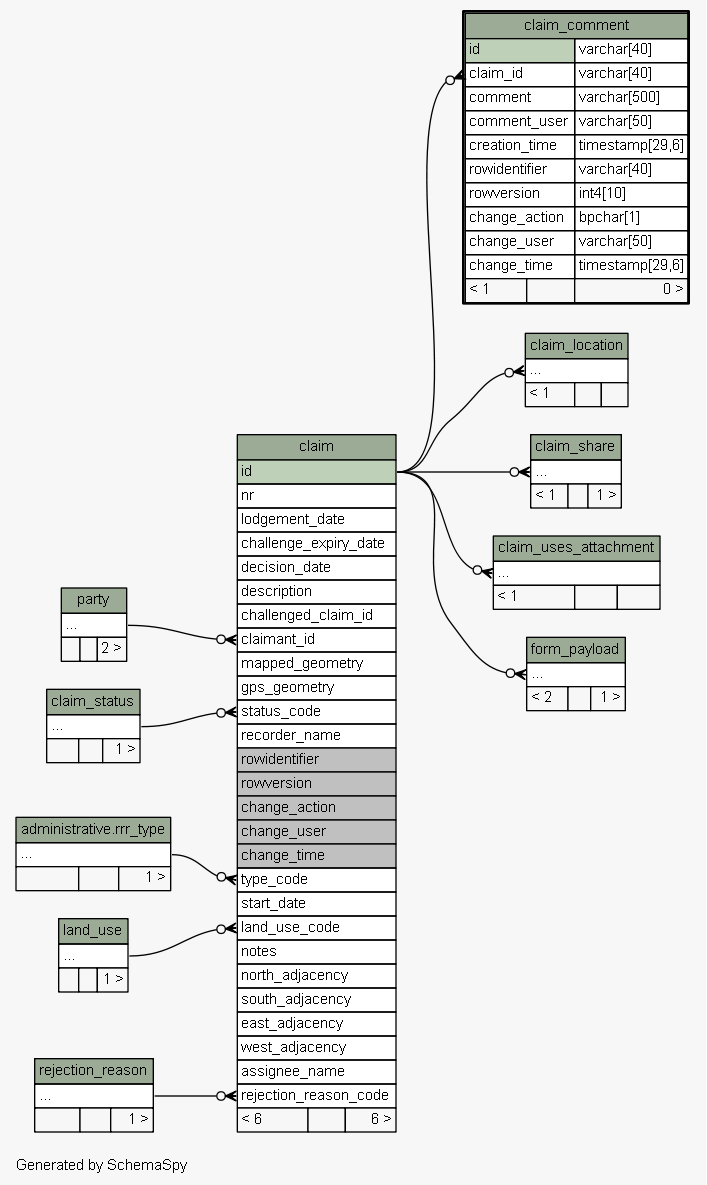 claim_comment
id varchar[40]
claim_id varchar[40]
comment varchar[500]
comment_user varchar[50]
creation_time timestamp[29,6]
rowidentifier varchar[40]
rowversion int4[10]
change_action bpchar[1]
change_user varchar[50]
change_time timestamp[29,6]
< 1 0 >
claim_location
...
< 1
claim_share
...
< 1 1 >
claim_uses_attachment
...
< 1
form_payload
...
< 2 1 >
claim
id
nr
lodgement_date
challenge_expiry_date
decision_date
description
challenged_claim_id
claimant_id
mapped_geometry
gps_geometry
status_code
recorder_name
rowidentifier
rowversion
change_action
change_user
change_time
type_code
start_date
land_use_code
notes
north_adjacency
south_adjacency
east_adjacency
west_adjacency
assignee_name
rejection_reason_code
< 6 6 >
party
...
2 >
claim_status
...
1 >
administrative.rrr_type
...
1 >
land_use
...
1 >
rejection_reason
...
1 >
Generated by SchemaSpy